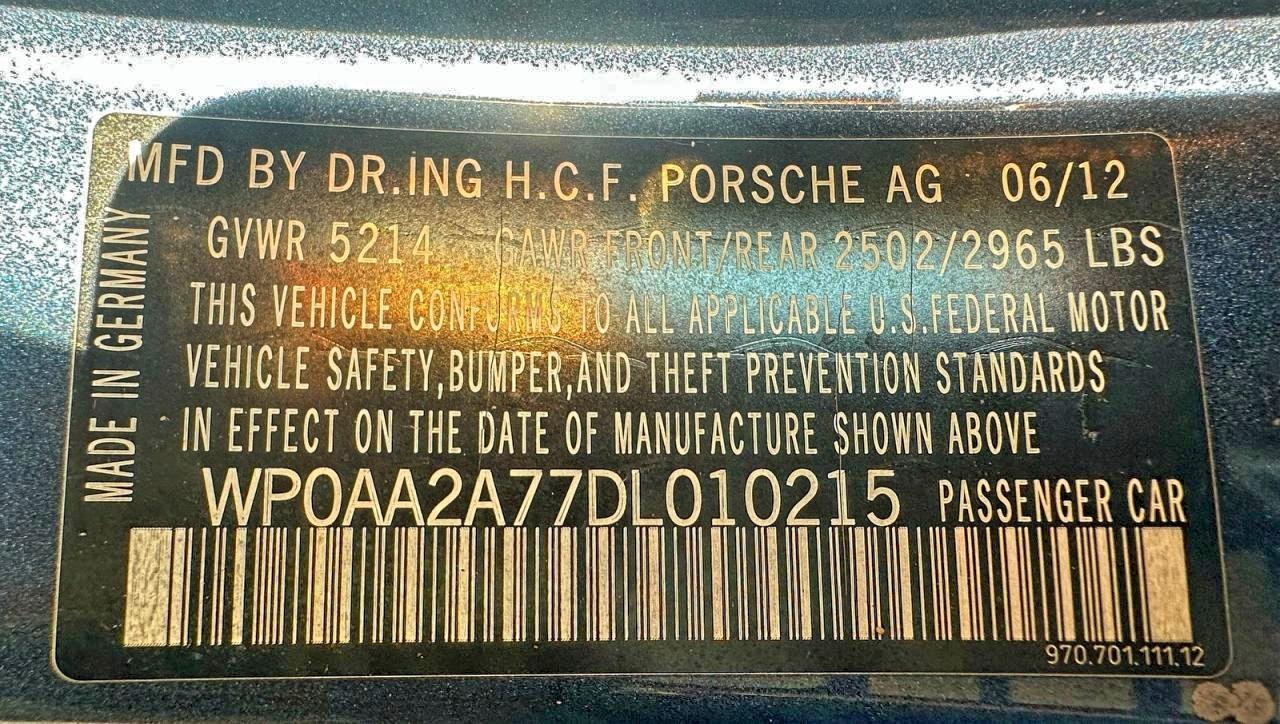 MFD BY DR.ING H.C.F. PORSCHE AG 06/12
GVWR 5214 GAWR FRONT/REAR 2502/2965 LBS
THIS VEHICLE CONFORMS TO ALL APPLICABLE U.S.FEDERAL MOTOR
VEHICLE SAFETY,BUMPER,AND THEFT PREVENTION STANDARDS
IN EFFECT ON THE DATE OF MANUFACTURE SHOWN ABOVE
WP0AA2A77DL010215 PASSENGER CAR
970.701.111.12
MADE IN GERMANY